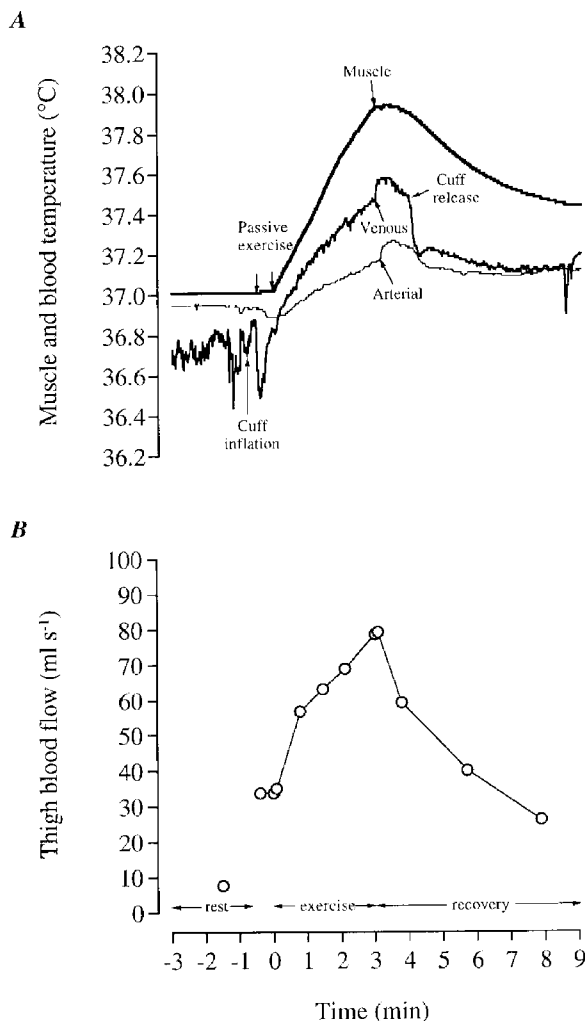 A
Muscle and blood temperature (°C)
38.2
38.0
37.8
37.6
37.4
37.2
37.0
36.8
36.6
36.4
36.2
Muscle
Cuff
release
Passive
exercise
Venous
Arterial
Cuff
inflation
B
Thigh blood flow (ml s⁻¹)
100
90
80
70
60
50
40
30
20
10
0
rest
exercise
recovery
-3 -2 -1 0 1 2 3 4 5 6 7 8 9
Time (min)